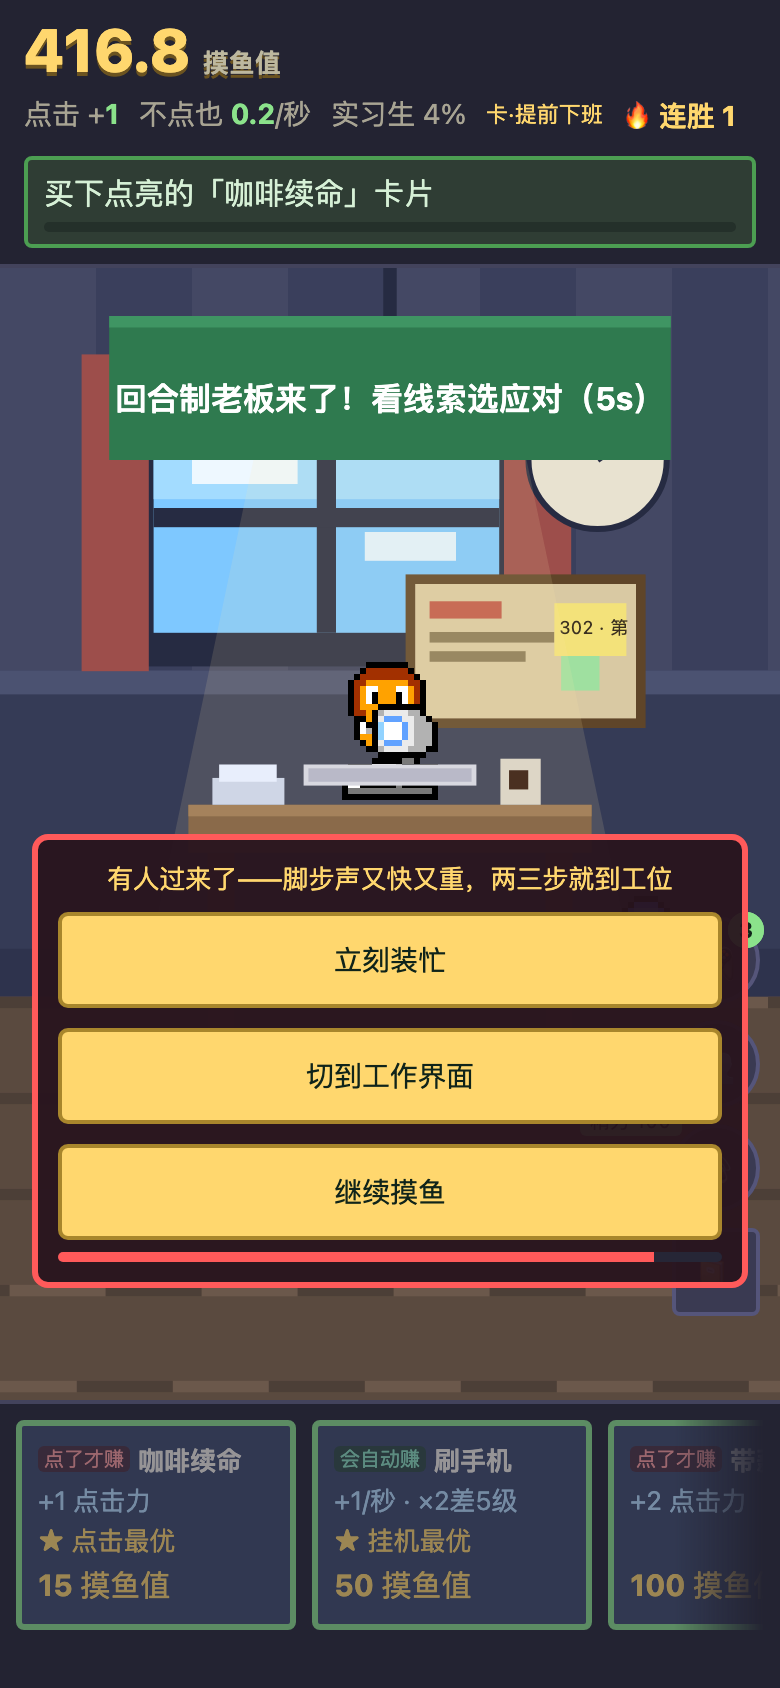 416.8 摸鱼值
点击 +1 不点也 0.2/秒 实习生 4% 卡·提前下班 🔥 连胜 1
买下点亮的「咖啡续命」卡片
回合制老板来了！看线索选应对（5s）
302 · 第
有人过来了——脚步声又快又重，两三步就到工位
立刻装忙
切到工作界面
继续摸鱼
点了才赚 咖啡续命
+1 点击力
★ 点击最优
15 摸鱼值
会自动赚 刷手机
+1/秒 · ×2差5级
★ 挂机最优
50 摸鱼值
点了才赚 带
+2 点击力
100 摸鱼